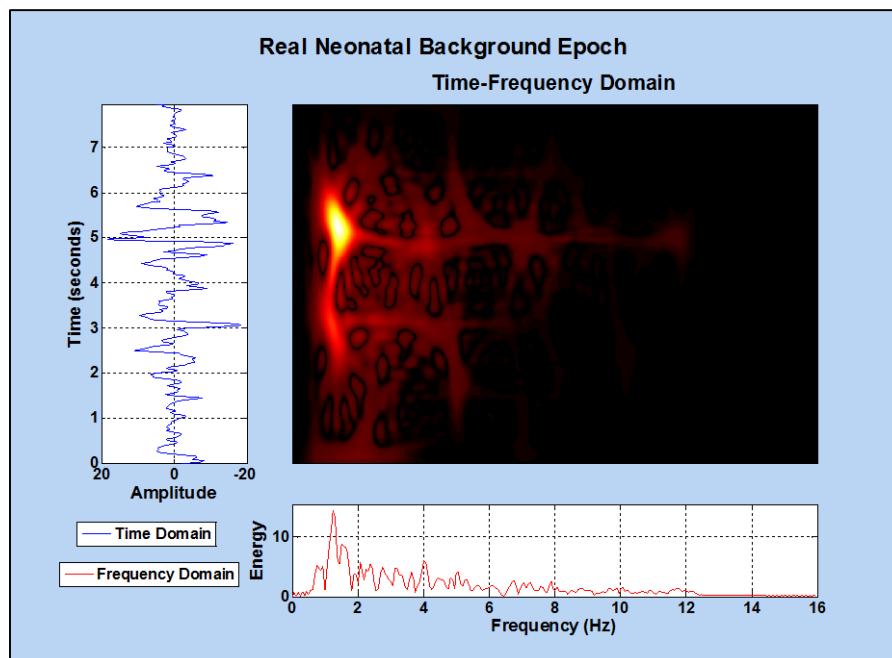 Real Neonatal Background Epoch
Time-Frequency Domain
Time (seconds)
7
6
5
4
3
2
1
0
20 0 -20
Amplitude
Time Domain
Frequency Domain
Energy
10
0
0 2 4 6 8 10 12 14 16
Frequency (Hz)